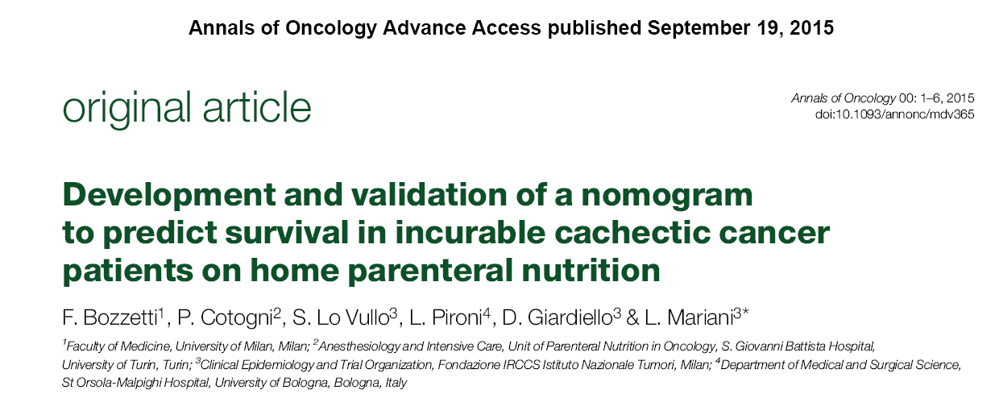 Annals of Oncology Advance Access published September 19, 2015
original article
Annals of Oncology 00: 1–6, 2015
doi:10.1093/annonc/mdv365
Development and validation of a nomogram
to predict survival in incurable cachectic cancer
patients on home parenteral nutrition
F. Bozzetti¹, P. Cotogni², S. Lo Vullo³, L. Pironi⁴, D. Giardiello³ & L. Mariani³*
¹Faculty of Medicine, University of Milan, Milan; ²Anesthesiology and Intensive Care, Unit of Parenteral Nutrition in Oncology, S. Giovanni Battista Hospital,
University of Turin, Turin; ³Clinical Epidemiology and Trial Organization, Fondazione IRCCS Istituto Nazionale Tumori, Milan; ⁴Department of Medical and Surgical Science,
St Orsola-Malpighi Hospital, University of Bologna, Bologna, Italy